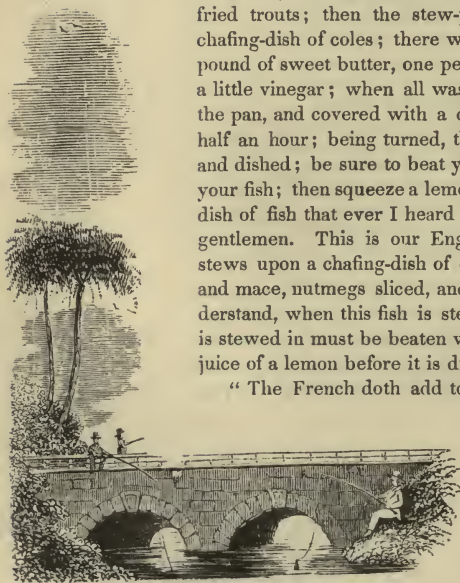 fried trouts; then the stew-
chafing-dish of coles; there w
pound of sweet butter, one pe
a little vinegar; when all was
the pan, and covered with a c
half an hour; being turned, t
and dished; be sure to beat y
your fish; then squeeze a lem
dish of fish that ever I heard
gentlemen. This is our Eng
stews upon a chafing-dish of
and mace, nutmegs sliced, and
derstand, when this fish is ste
is stewed in must be beaten v
juice of a lemon before it is d
“ The French doth add to